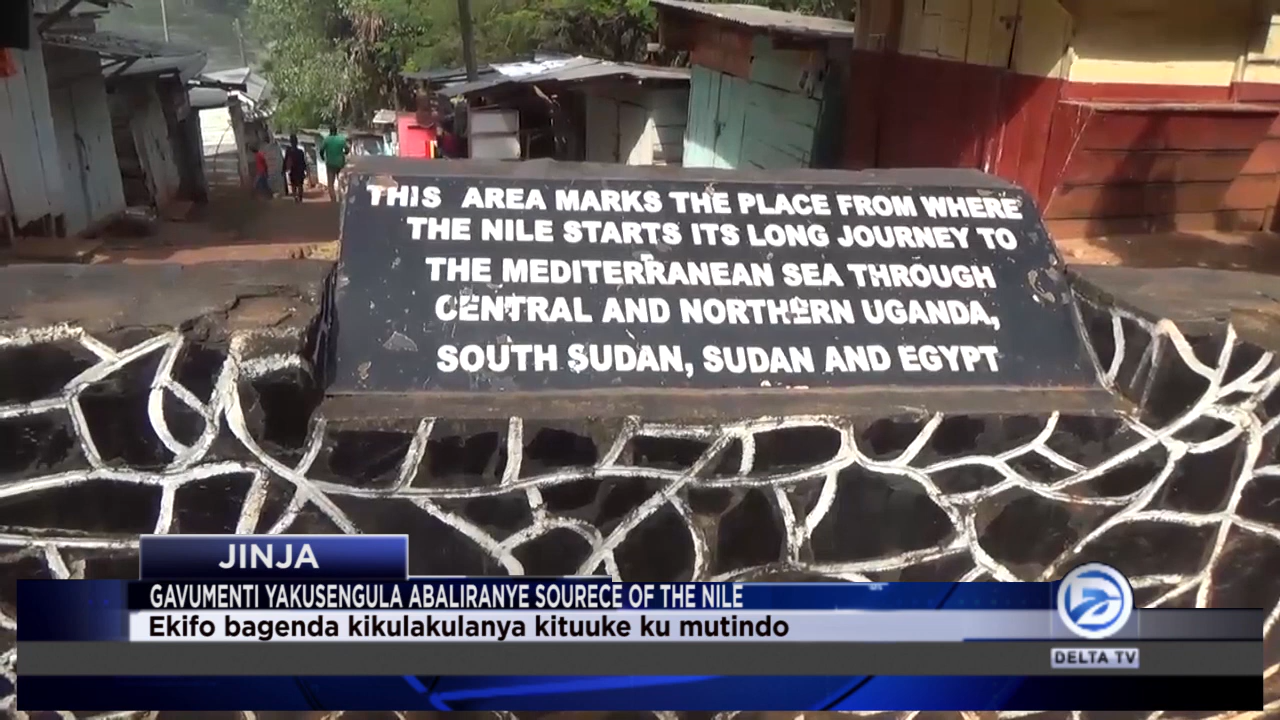 THIS AREA MARKS THE PLACE FROM WHERE
THE NILE STARTS ITS LONG JOURNEY TO
THE MEDITERRANEAN SEA THROUGH
CENTRAL AND NORTHERN UGANDA,
SOUTH SUDAN, SUDAN AND EGYPT
JINJA
GAVUMENTI YAKUSENGULA ABALIRANYE SOURECE OF THE NILE
Ekifo bagenda kikulakulanya kituuke ku mutindo
DELTA TV